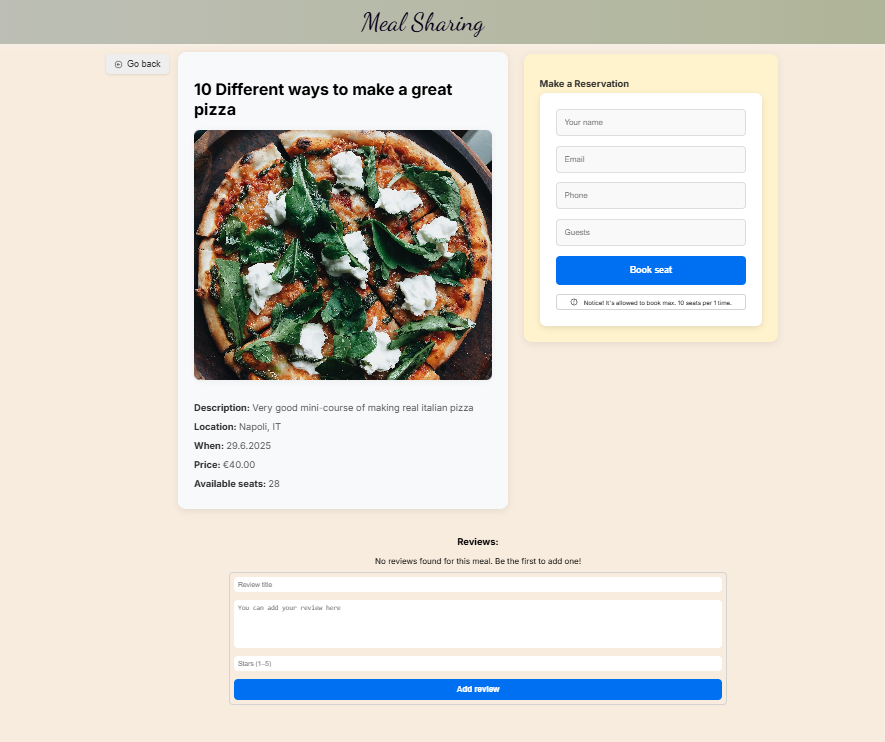 Meal Sharing
Go back
10 Different ways to make a great
pizza
Description: Very good mini-course of making real italian pizza
Location: Napoli, IT
When: 29.6.2025
Price: €40.00
Available seats: 28
Make a Reservation
Your name
Email
Phone
Guests
Book seat
Notice! It's allowed to book max. 10 seats per 1 time.
Reviews:
No reviews found for this meal. Be the first to add one!
Review title
You can add your review here
Stars (1–5)
Add review